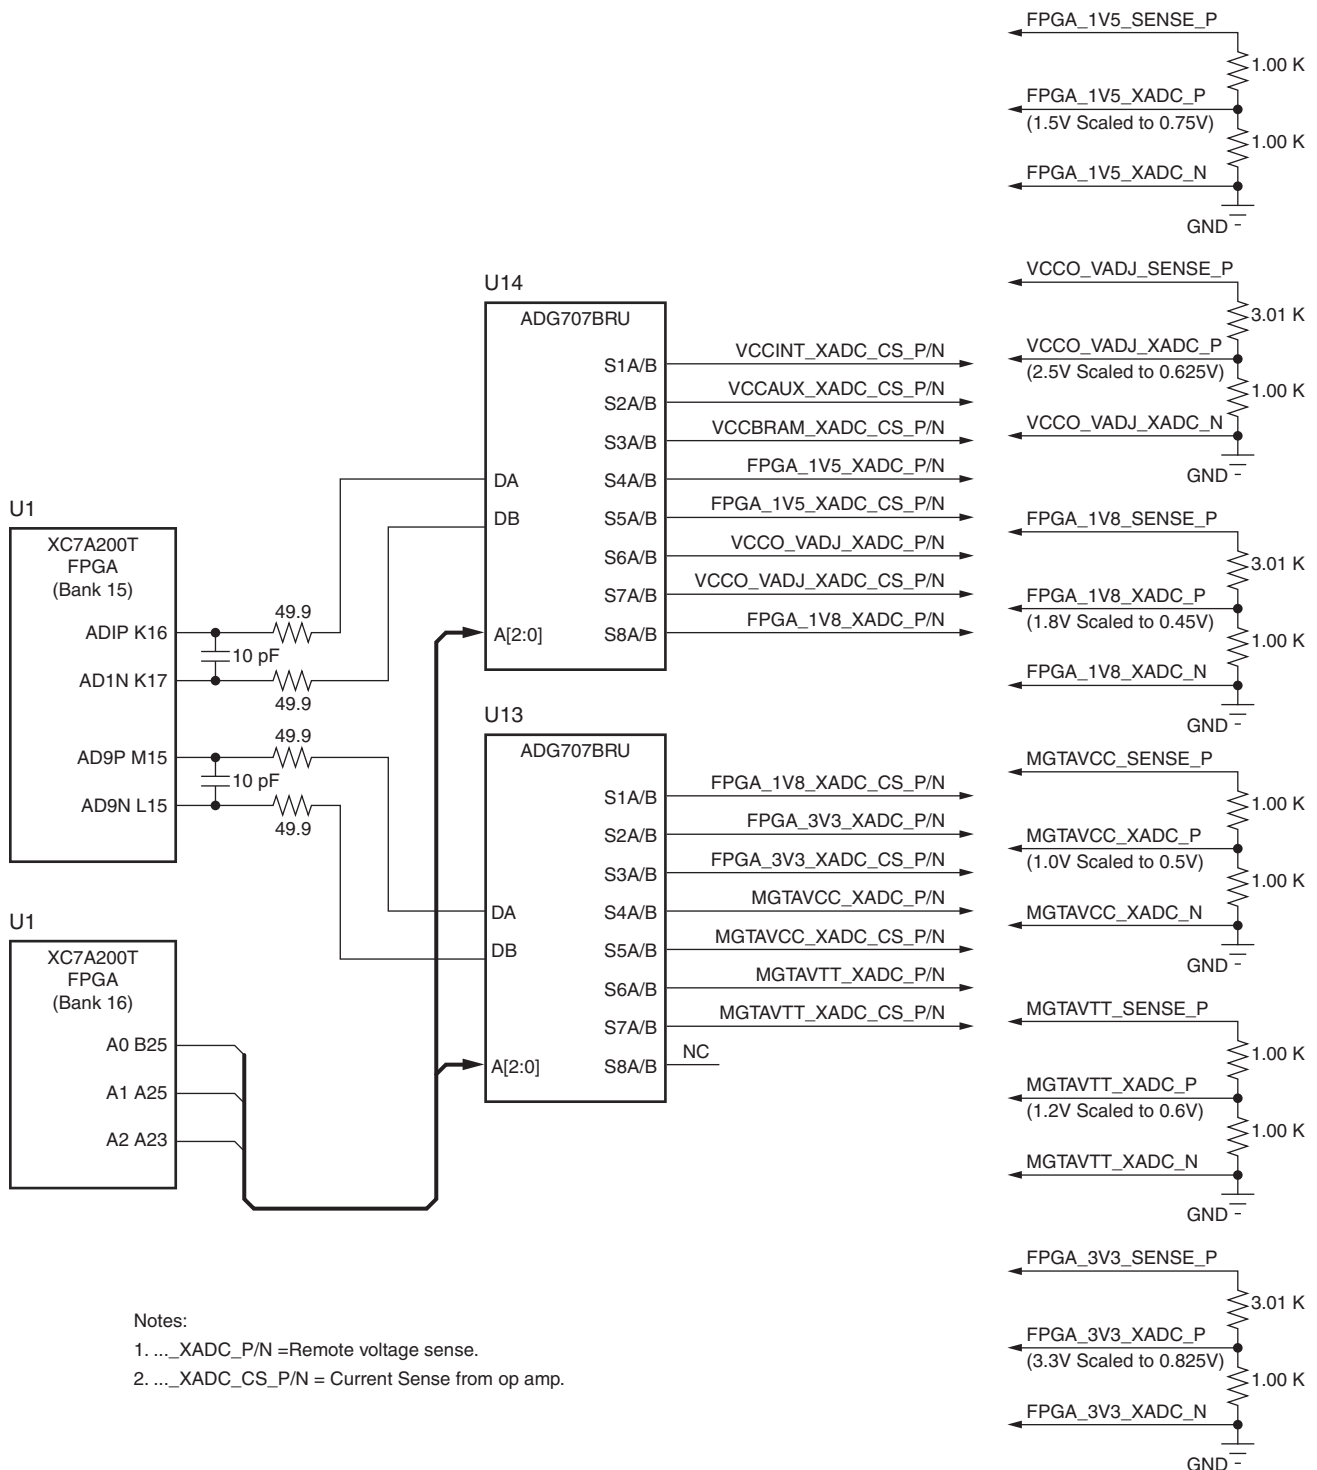 FPGA_1V5_SENSE_P
1.00 K
FPGA_1V5_XADC_P
(1.5V Scaled to 0.75V)
1.00 K
FPGA_1V5_XADC_N
GND
VCCO_VADJ_SENSE_P
3.01 K
VCCO_VADJ_XADC_P
(2.5V Scaled to 0.625V)
1.00 K
VCCO_VADJ_XADC_N
GND
FPGA_1V8_SENSE_P
3.01 K
FPGA_1V8_XADC_P
(1.8V Scaled to 0.45V)
1.00 K
FPGA_1V8_XADC_N
GND
MGTAVCC_SENSE_P
1.00 K
MGTAVCC_XADC_P
(1.0V Scaled to 0.5V)
1.00 K
MGTAVCC_XADC_N
GND
MGTAVTT_SENSE_P
1.00 K
MGTAVTT_XADC_P
(1.2V Scaled to 0.6V)
1.00 K
MGTAVTT_XADC_N
GND
FPGA_3V3_SENSE_P
3.01 K
FPGA_3V3_XADC_P
(3.3V Scaled to 0.825V)
1.00 K
FPGA_3V3_XADC_N
GND
U14
ADG707BRU
S1A/B VCCINT_XADC_CS_P/N
S2A/B VCCAUX_XADC_CS_P/N
S3A/B VCCBRAM_XADC_CS_P/N
DA S4A/B FPGA_1V5_XADC_P/N
DB S5A/B FPGA_1V5_XADC_CS_P/N
S6A/B VCCO_VADJ_XADC_P/N
S7A/B VCCO_VADJ_XADC_CS_P/N
A[2:0] S8A/B FPGA_1V8_XADC_P/N
U13
ADG707BRU
S1A/B FPGA_1V8_XADC_CS_P/N
S2A/B FPGA_3V3_XADC_P/N
S3A/B FPGA_3V3_XADC_CS_P/N
DA S4A/B MGTAVCC_XADC_P/N
DB S5A/B MGTAVCC_XADC_CS_P/N
S6A/B MGTAVTT_XADC_P/N
S7A/B MGTAVTT_XADC_CS_P/N
A[2:0] S8A/B NC
U1
XC7A200T
FPGA
(Bank 15)
ADIP K16
49.9
10 pF
AD1N K17
49.9
AD9P M15
49.9
10 pF
AD9N L15
49.9
U1
XC7A200T
FPGA
(Bank 16)
A0 B25
A1 A25
A2 A23
Notes:
1. ..._XADC_P/N =Remote voltage sense.
2. ..._XADC_CS_P/N = Current Sense from op amp.